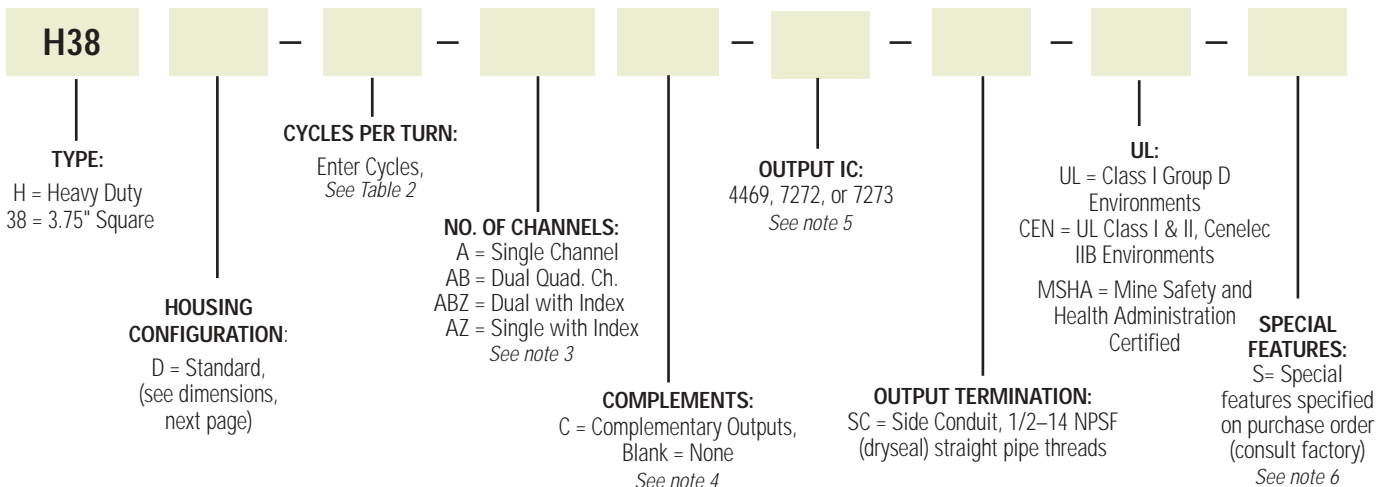 H38 – – – – – –
TYPE:
H = Heavy Duty
38 = 3.75" Square
HOUSING
CONFIGURATION:
D = Standard,
(see dimensions,
next page)
CYCLES PER TURN:
Enter Cycles,
See Table 2
NO. OF CHANNELS:
A = Single Channel
AB = Dual Quad. Ch.
ABZ = Dual with Index
AZ = Single with Index
See note 3
COMPLEMENTS:
C = Complementary Outputs,
Blank = None
See note 4
OUTPUT IC:
4469, 7272, or 7273
See note 5
OUTPUT TERMINATION:
SC = Side Conduit, 1/2–14 NPSF
(dryseal) straight pipe threads
UL:
UL = Class I Group D
Environments
CEN = UL Class I & II, Cenelec
IIB Environments
MSHA = Mine Safety and
Health Administration
Certified
SPECIAL
FEATURES:
S= Special
features specified
on purchase order
(consult factory)
See note 6